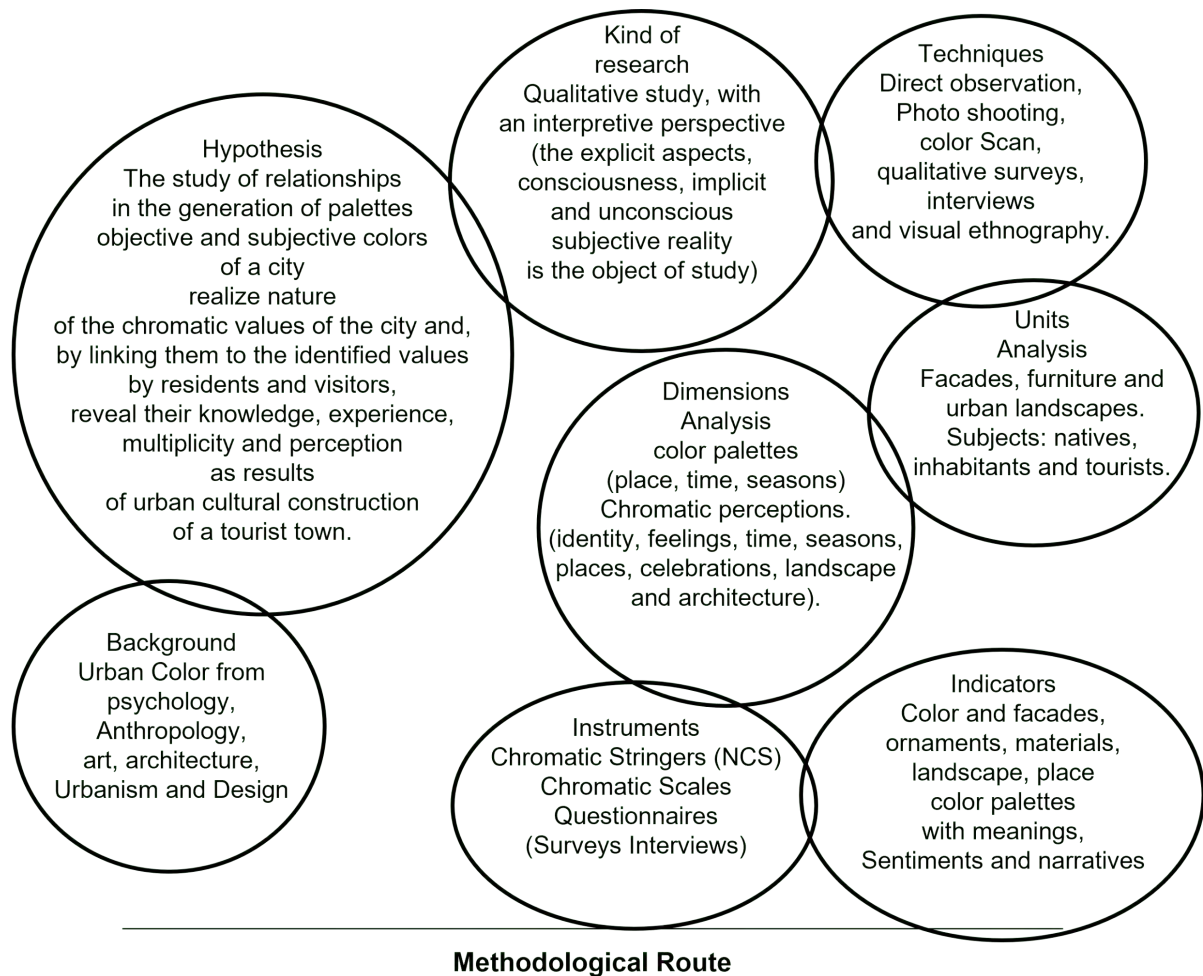 Hypothesis
The study of relationships
in the generation of palettes
objective and subjective colors
of a city
realize nature
of the chromatic values of the city and,
by linking them to the identified values
by residents and visitors,
reveal their knowledge, experience,
multiplicity and perception
as results
of urban cultural construction
of a tourist town.
Background
Urban Color from
psychology,
Anthropology,
art, architecture,
Urbanism and Design
Kind of
research
Qualitative study, with
an interpretive perspective
(the explicit aspects,
consciousness, implicit
and unconscious
subjective reality
is the object of study)
Techniques
Direct observation,
Photo shooting,
color Scan,
qualitative surveys,
interviews
and visual ethnography.
Units
Analysis
Facades, furniture and
urban landscapes.
Subjects: natives,
inhabitants and tourists.
Dimensions
Analysis
color palettes
(place, time, seasons)
Chromatic perceptions.
(identity, feelings, time, seasons,
places, celebrations, landscape
and architecture).
Instruments
Chromatic Stringers (NCS)
Chromatic Scales
Questionnaires
(Surveys Interviews)
Indicators
Color and facades,
ornaments, materials,
landscape, place
color palettes
with meanings,
Sentiments and narratives
Methodological Route